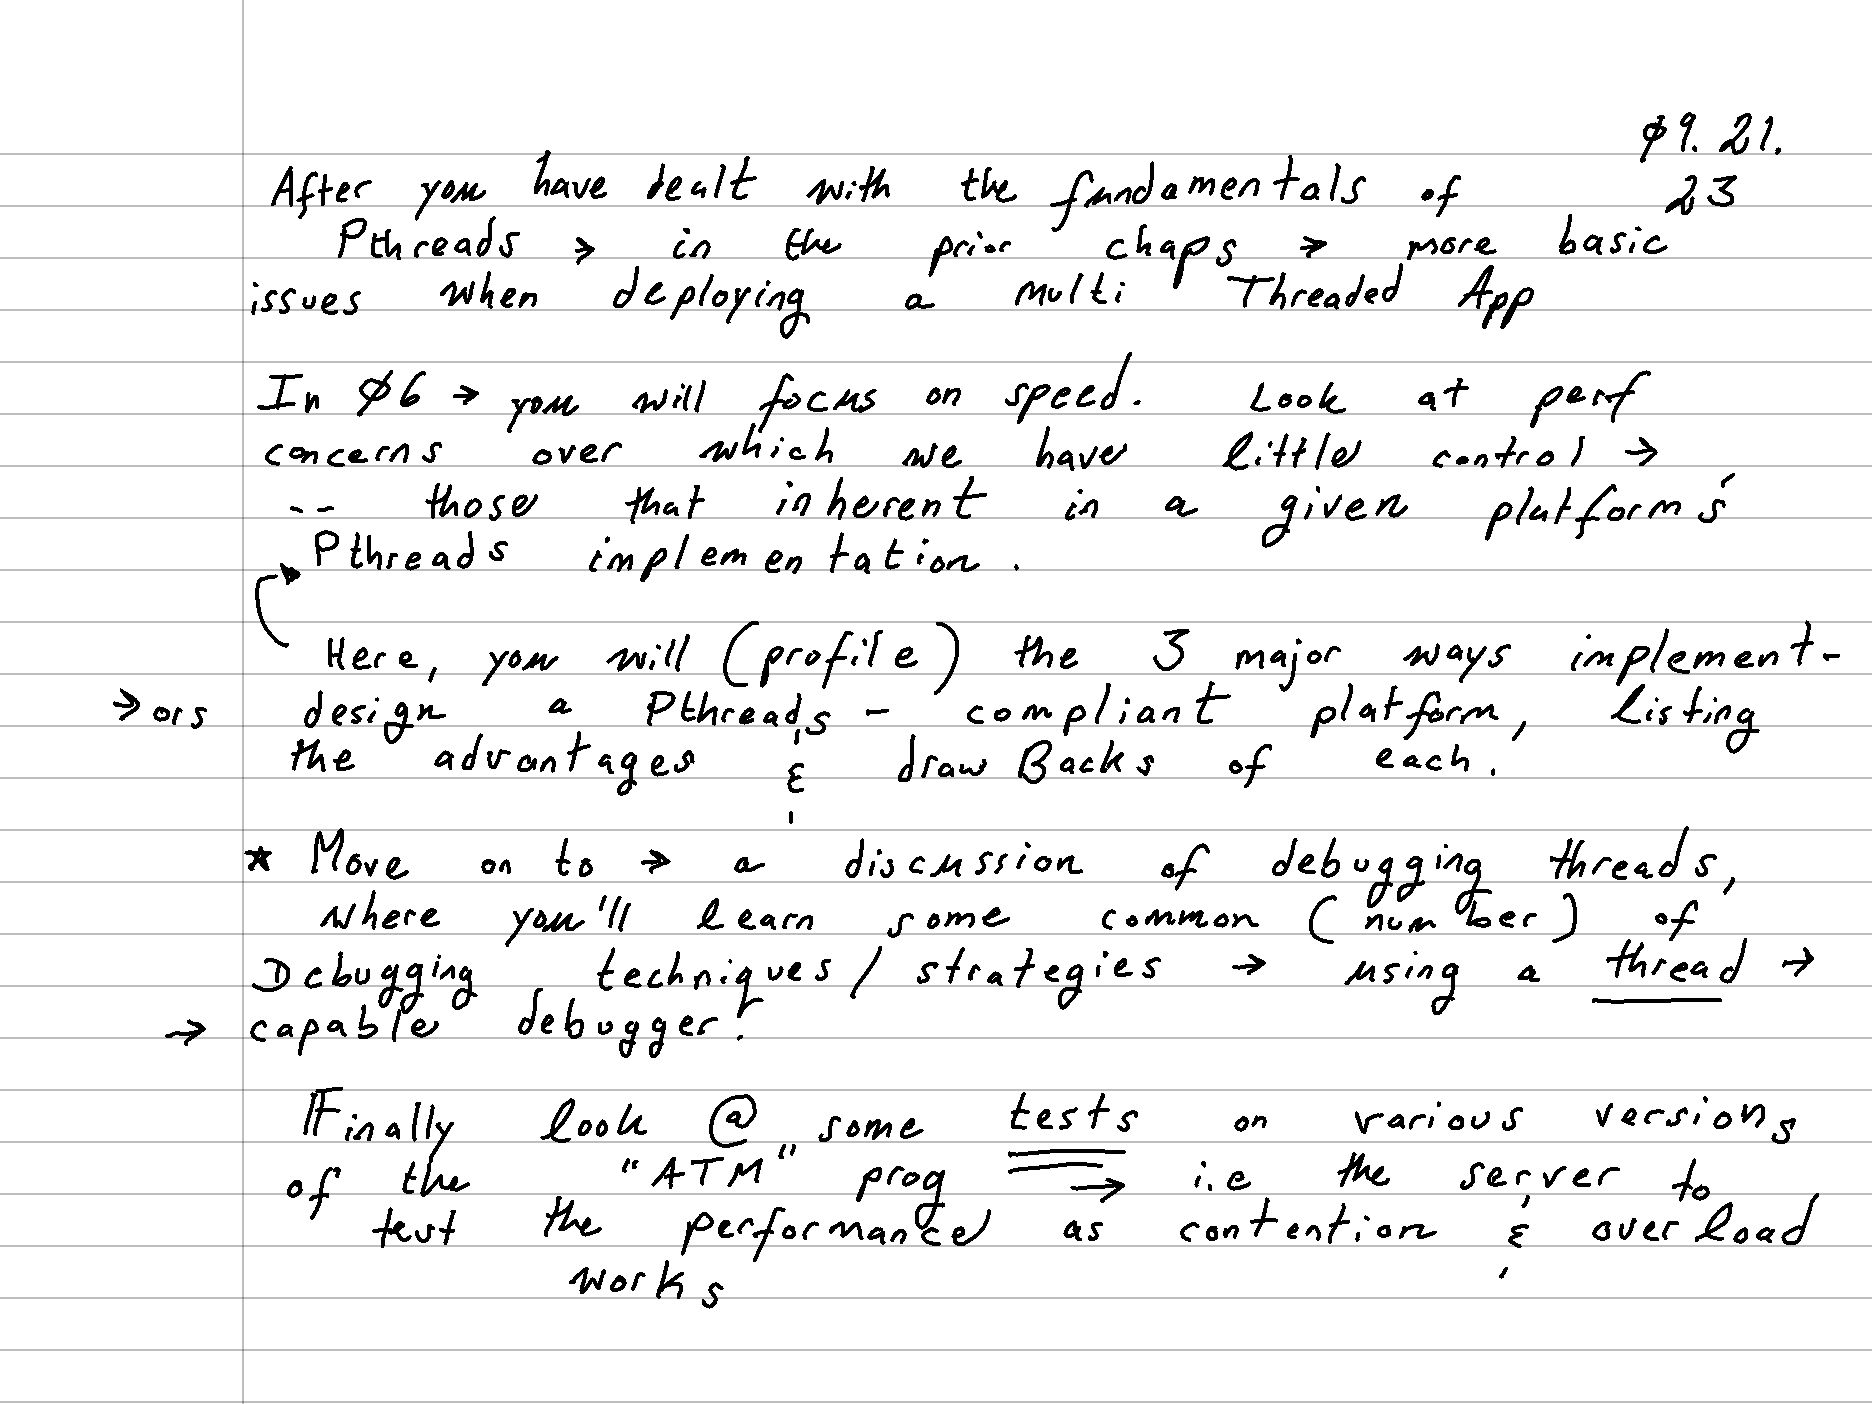 Ø9. 21.
After you have dealt with the fundamentals of 23
Pthreads → in the prior chaps → more basic
issues when deploying a multi Threaded App
In Ø6 → you will focus on speed. Look at perf
concerns over which we have little control →
-- those that inherent in a given platform's
Pthreads implementation.
Here, you will (profile) the 3 major ways implement-
→ ors design a Pthreads - compliant platform, listing
the advantages & drawBacks of each.
* Move on to → a discussion of debugging threads,
where you'll learn some common (number) of
Debugging techniques/strategies → using a thread →
→ capable debugger.
Finally look @ some tests on various versions
of the "ATM" prog → i.e the server to
test the performance as contention & overload
works